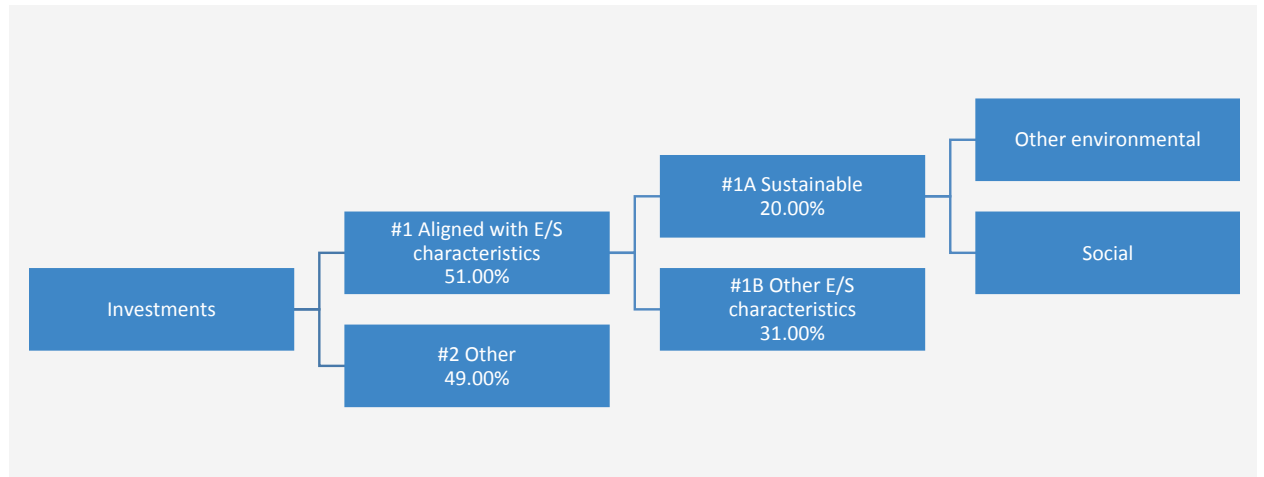 Investments
#1 Aligned with E/S
characteristics
51.00%
#2 Other
49.00%
#1A Sustainable
20.00%
#1B Other E/S
characteristics
31.00%
Other environmental
Social